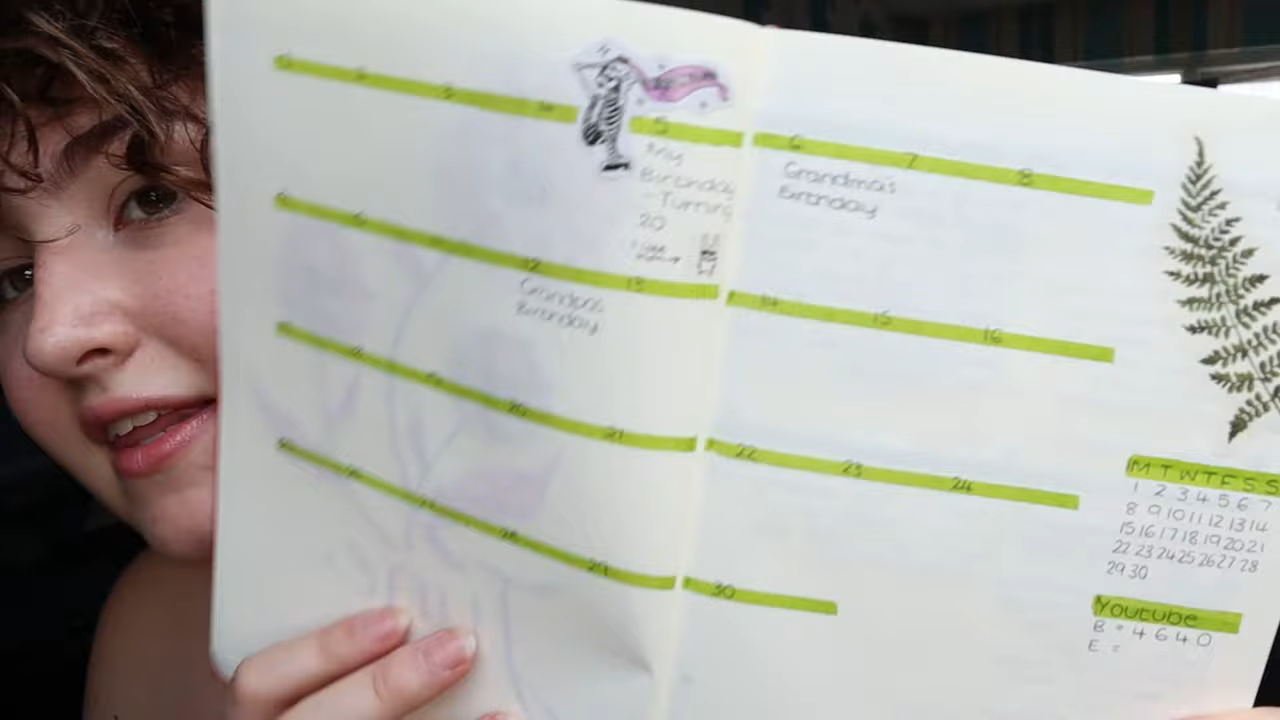 5 6 7 8
My
Birthday
-Turning
20
Grandma's
Birthday
12 13 14 15 16
Grandpa's
Birthday
20 21 22 23 24
28 29 30
M T W T F S S
1 2 3 4 5 6 7
8 9 10 11 12 13 14
15 16 17 18 19 20 21
22 23 24 25 26 27 28
29 30
Youtube
B = 4640
E =